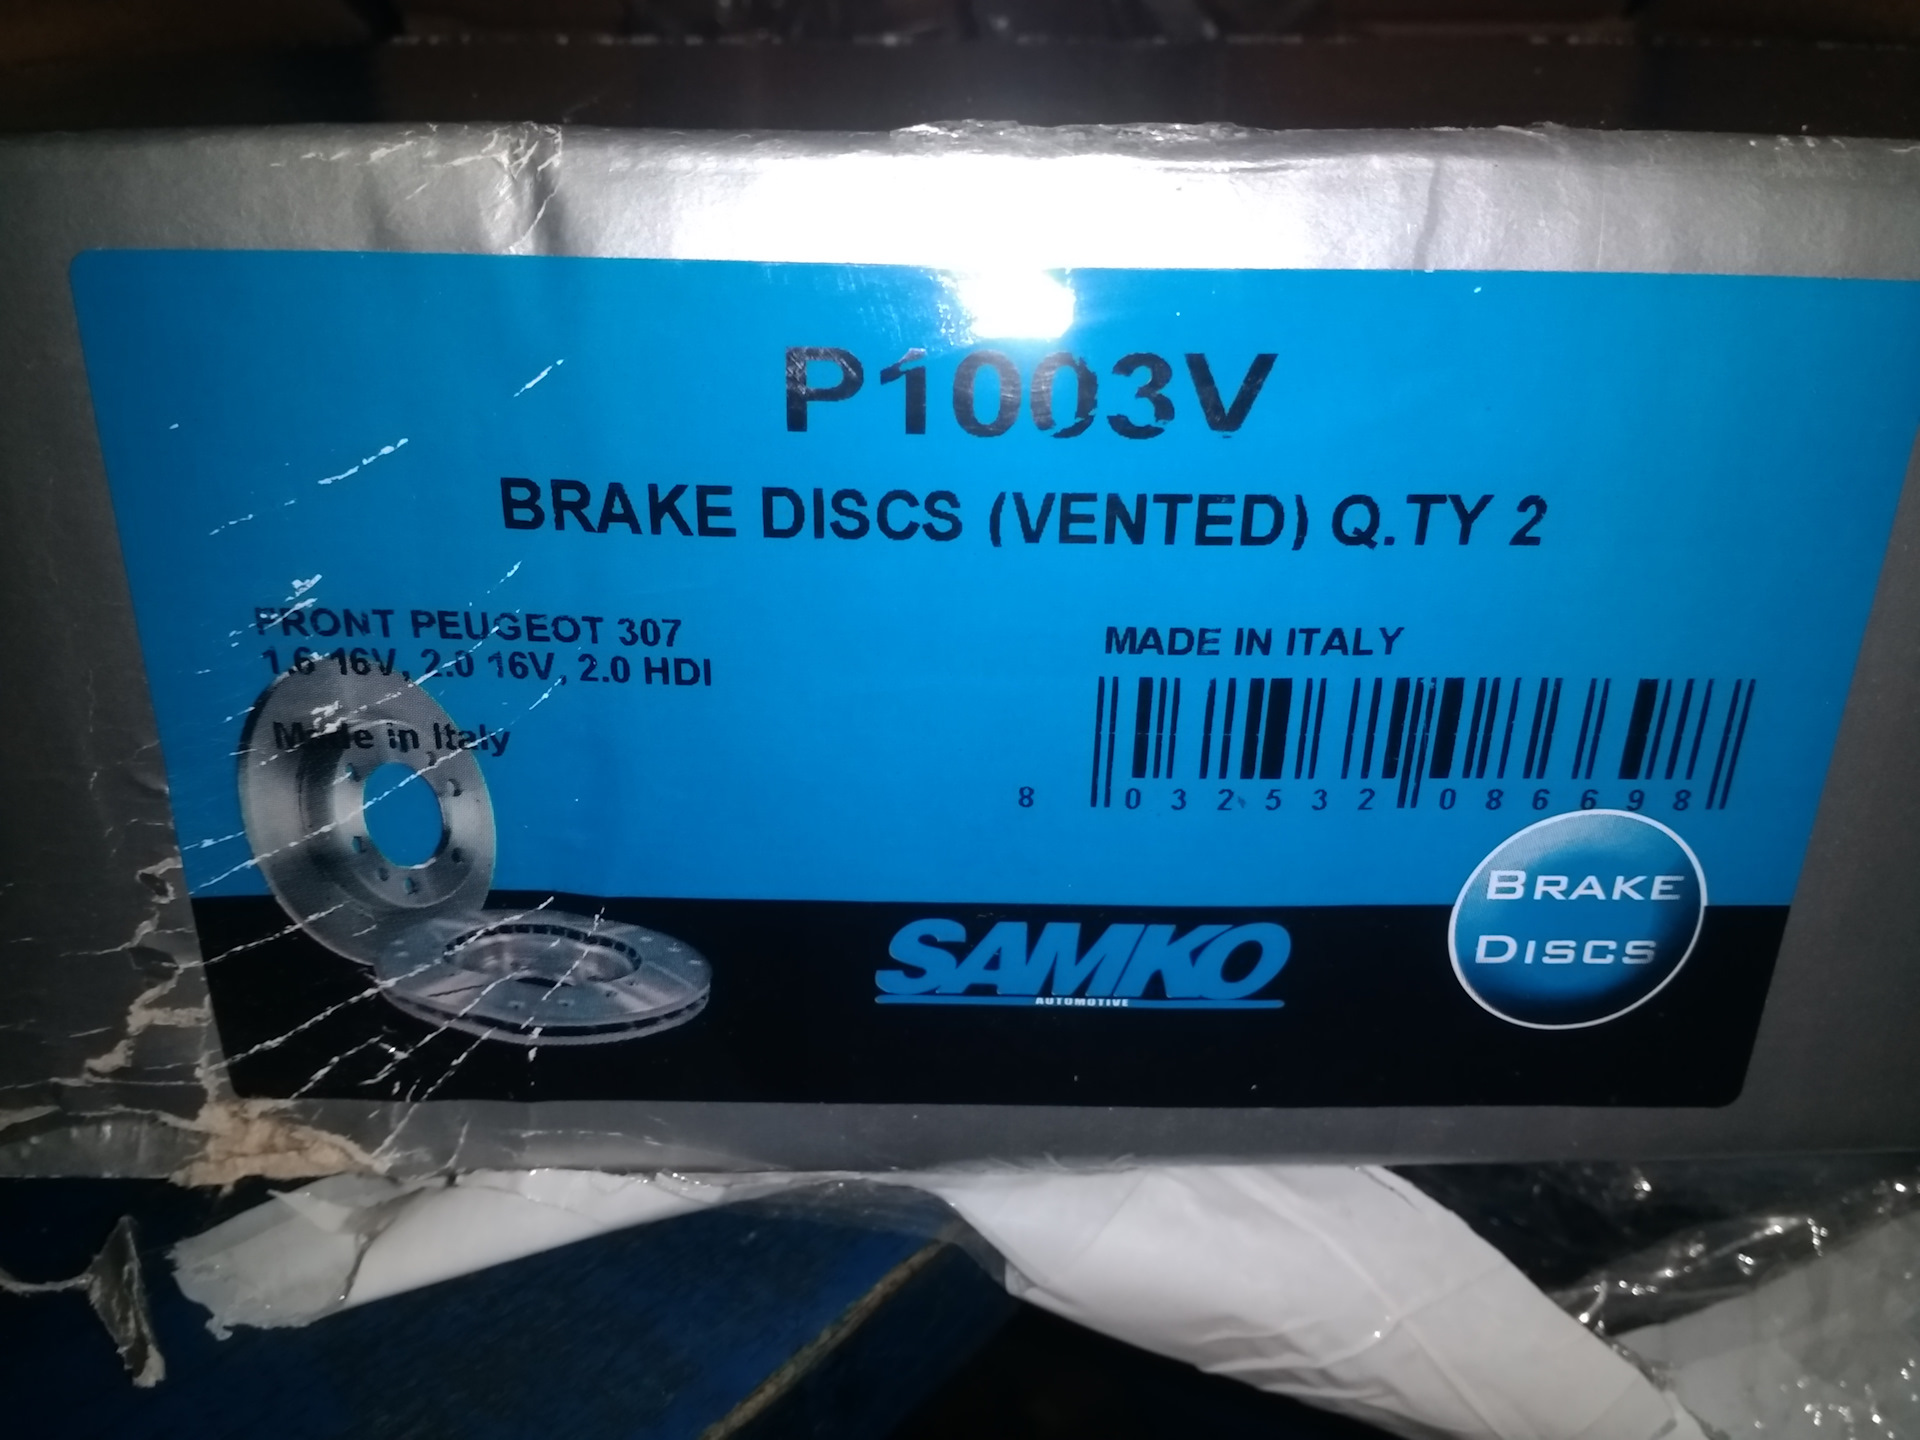 P1003V
BRAKE DISCS (VENTED) Q.TY 2
FRONT PEUGEOT 307
1.6 16V, 2.0 16V, 2.0 HDI
Made in Italy
MADE IN ITALY
8 032532 086698
SAMKO
AUTOMOTIVE
BRAKE
DISCS